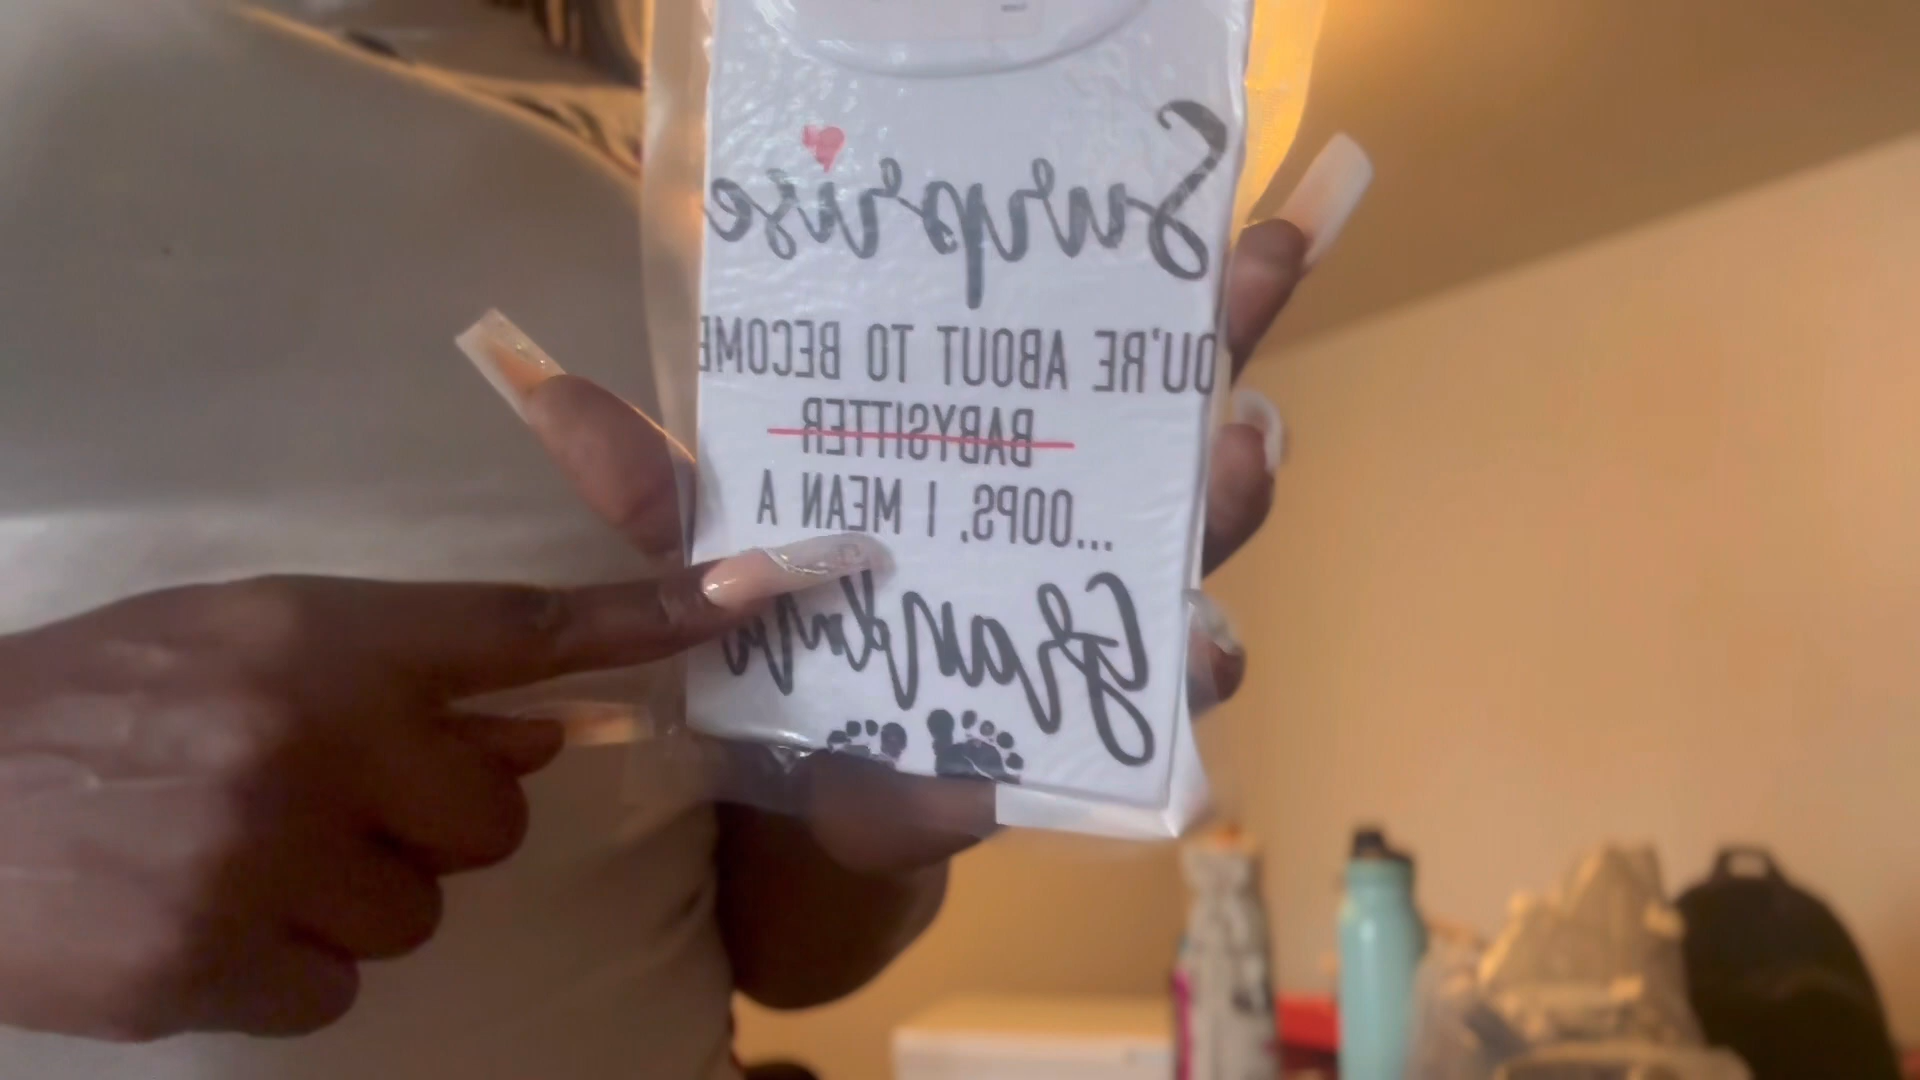 Surprise
OU'RE ABOUT TO BECOME
BABYSITTER
...OOPS, I MEAN A
Grandma